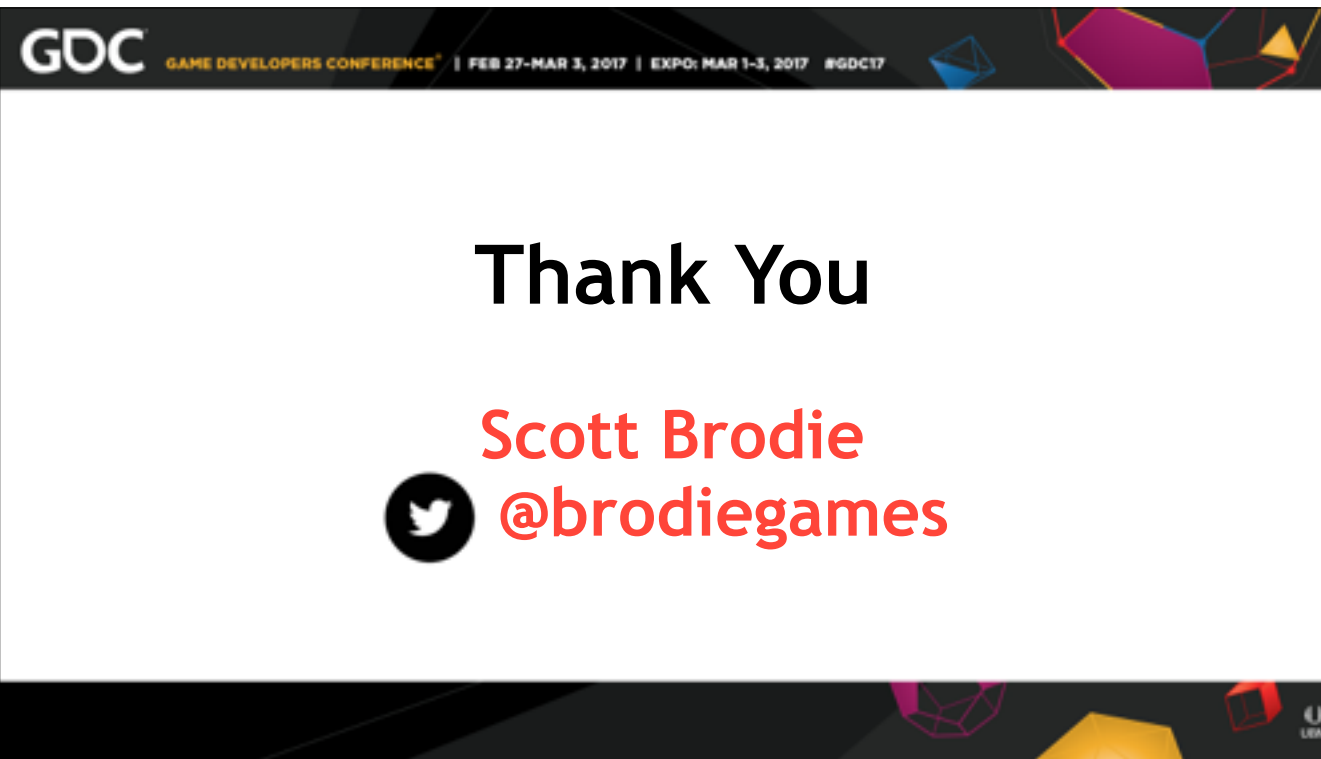 GDC GAME DEVELOPERS CONFERENCE® | FEB 27-MAR 3, 2017 | EXPO: MAR 1-3, 2017 #GDC17
Thank You
Scott Brodie
@brodiegames